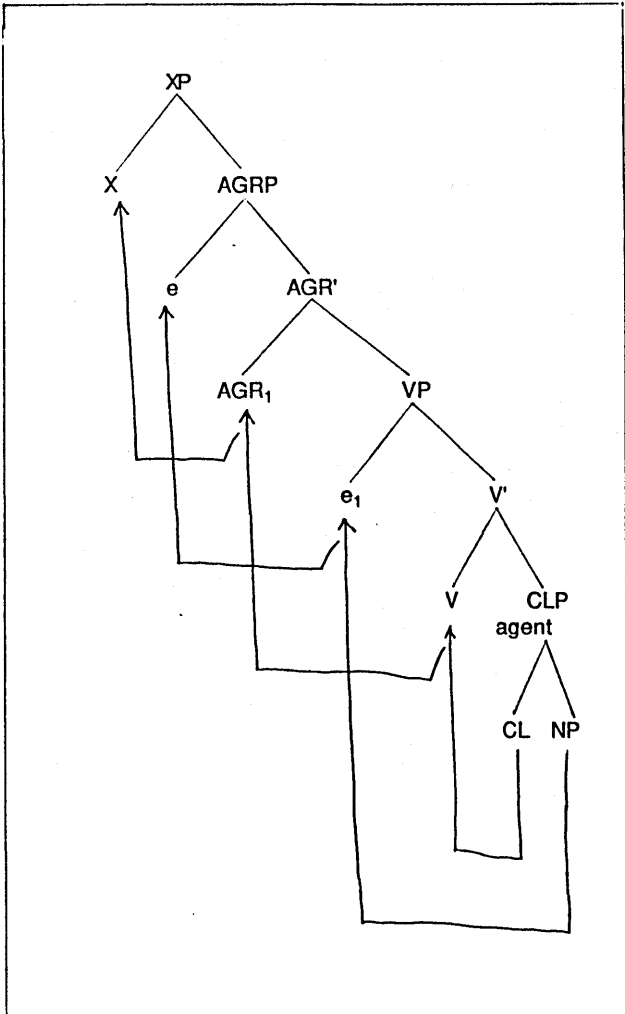 XP
X AGRP
e AGR'
AGR₁ VP
e₁ V'
V CLP
agent
CL NP